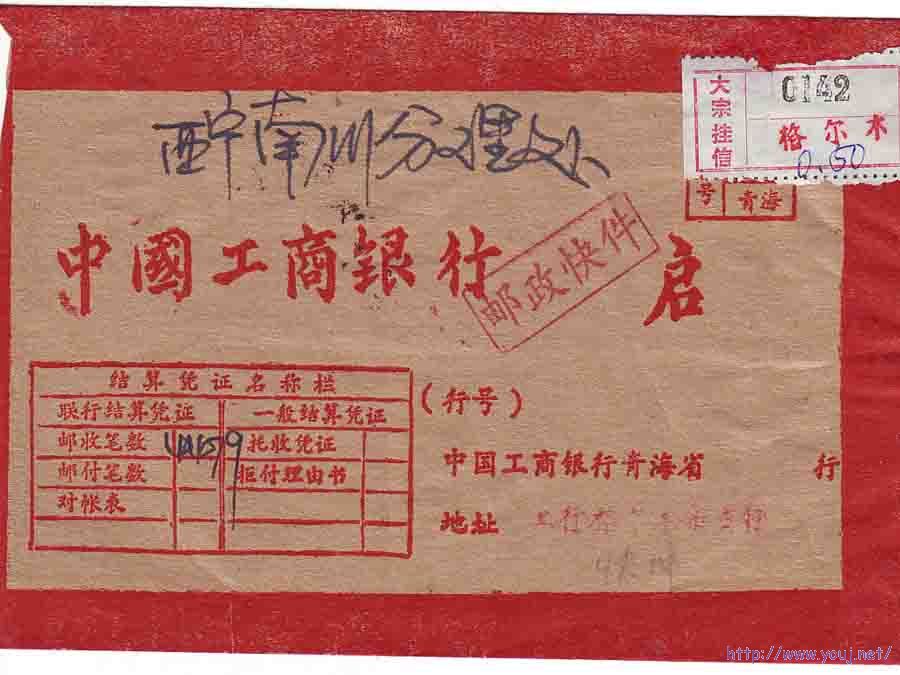 西宁南川分理处
大宗挂信
0142
格尔木
0.50
号 青海
中國工商銀行 启
邮政快件
结算凭证名称栏
联行结算凭证 一般结算凭证
邮收笔数 托收凭证
邮付笔数 拒付理由书
对帐表
(行号)
中国工商银行青海省 行
地址
http://www.youj.net/